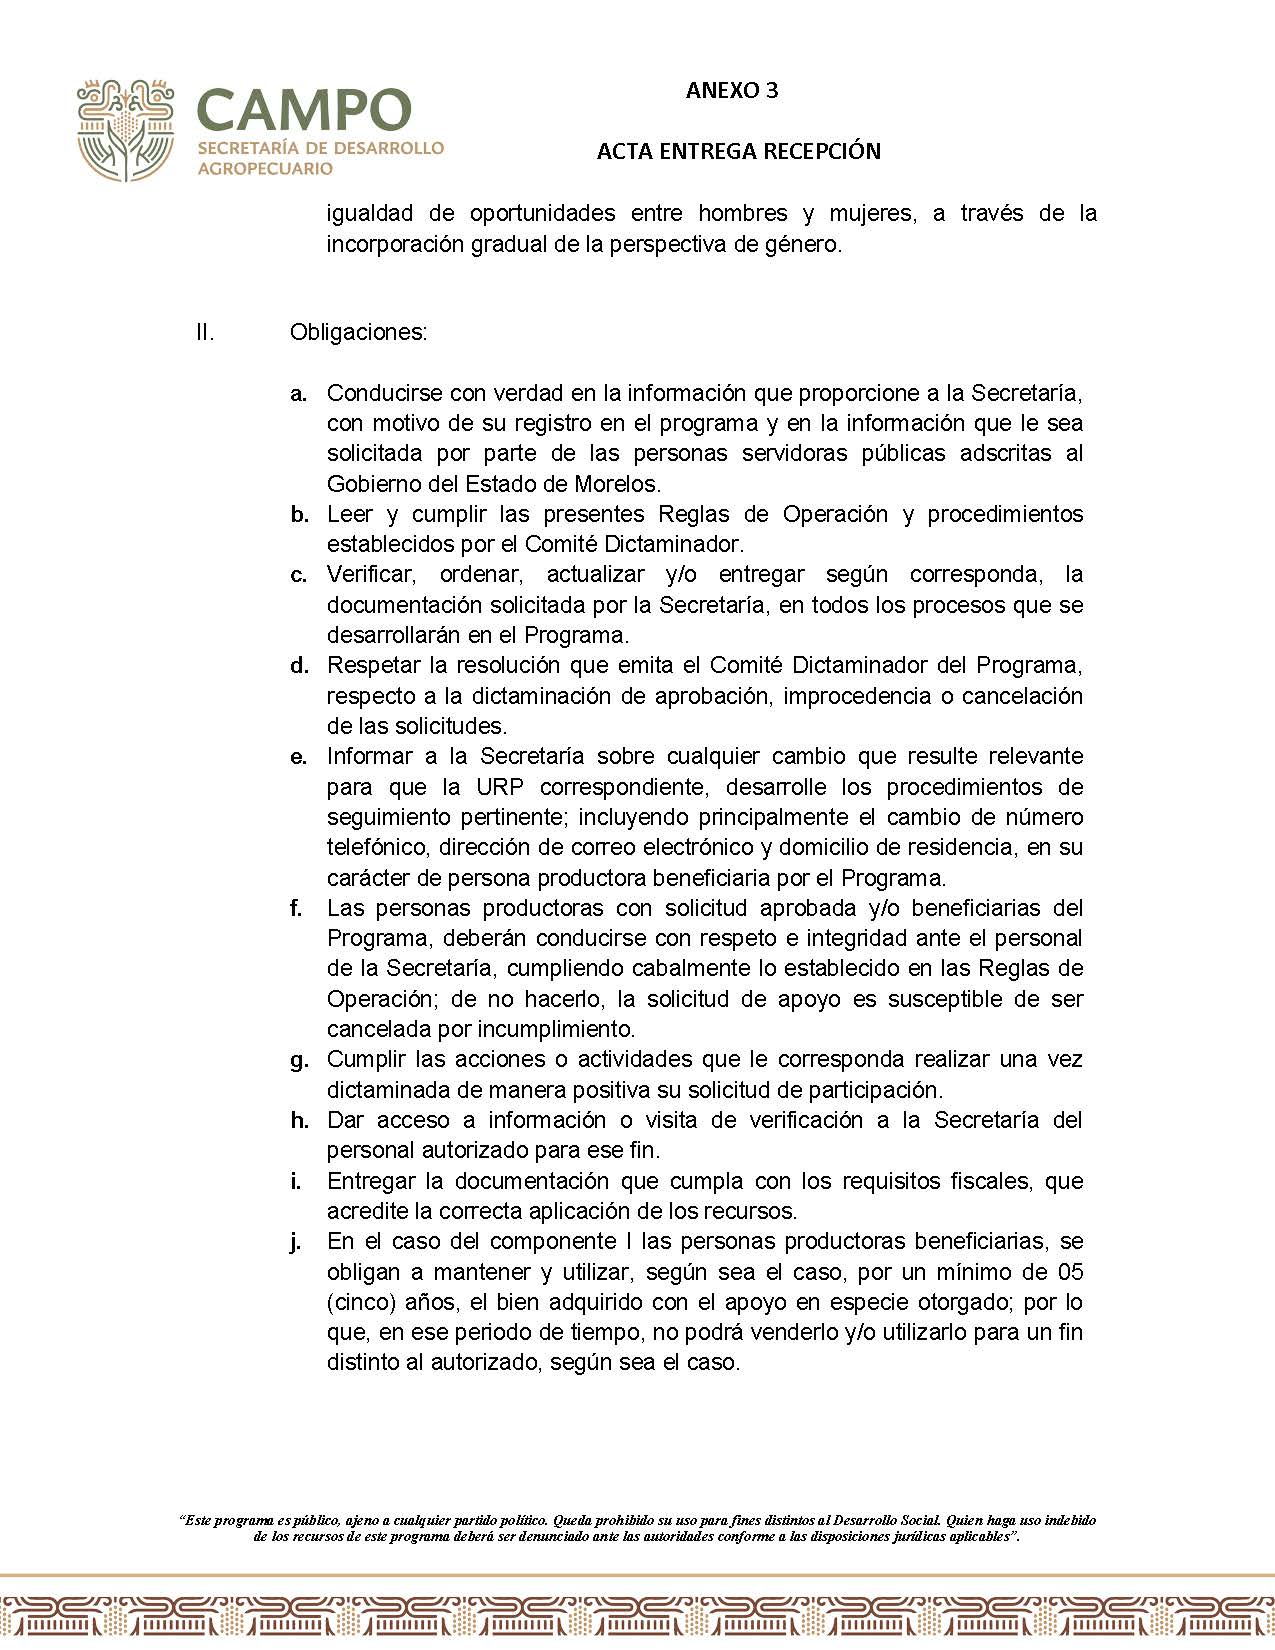 CAMPO
SECRETARÍA DE DESARROLLO
AGROPECUARIO
ANEXO 3
ACTA ENTREGA RECEPCIÓN
igualdad de oportunidades entre hombres y mujeres, a través de la
incorporación gradual de la perspectiva de género.
II. Obligaciones:
a. Conducirse con verdad en la información que proporcione a la Secretaría,
con motivo de su registro en el programa y en la información que le sea
solicitada por parte de las personas servidoras públicas adscritas al
Gobierno del Estado de Morelos.
b. Leer y cumplir las presentes Reglas de Operación y procedimientos
establecidos por el Comité Dictaminador.
c. Verificar, ordenar, actualizar y/o entregar según corresponda, la
documentación solicitada por la Secretaría, en todos los procesos que se
desarrollarán en el Programa.
d. Respetar la resolución que emita el Comité Dictaminador del Programa,
respecto a la dictaminación de aprobación, improcedencia o cancelación
de las solicitudes.
e. Informar a la Secretaría sobre cualquier cambio que resulte relevante
para que la URP correspondiente, desarrolle los procedimientos de
seguimiento pertinente; incluyendo principalmente el cambio de número
telefónico, dirección de correo electrónico y domicilio de residencia, en su
carácter de persona productora beneficiaria por el Programa.
f. Las personas productoras con solicitud aprobada y/o beneficiarias del
Programa, deberán conducirse con respeto e integridad ante el personal
de la Secretaría, cumpliendo cabalmente lo establecido en las Reglas de
Operación; de no hacerlo, la solicitud de apoyo es susceptible de ser
cancelada por incumplimiento.
g. Cumplir las acciones o actividades que le corresponda realizar una vez
dictaminada de manera positiva su solicitud de participación.
h. Dar acceso a información o visita de verificación a la Secretaría del
personal autorizado para ese fin.
i. Entregar la documentación que cumpla con los requisitos fiscales, que
acredite la correcta aplicación de los recursos.
j. En el caso del componente I las personas productoras beneficiarias, se
obligan a mantener y utilizar, según sea el caso, por un mínimo de 05
(cinco) años, el bien adquirido con el apoyo en especie otorgado; por lo
que, en ese periodo de tiempo, no podrá venderlo y/o utilizarlo para un fin
distinto al autorizado, según sea el caso.
“Este programa es público, ajeno a cualquier partido político. Queda prohibido su uso para fines distintos al Desarrollo Social. Quien haga uso indebido
de los recursos de este programa deberá ser denunciado ante las autoridades conforme a las disposiciones jurídicas aplicables”.